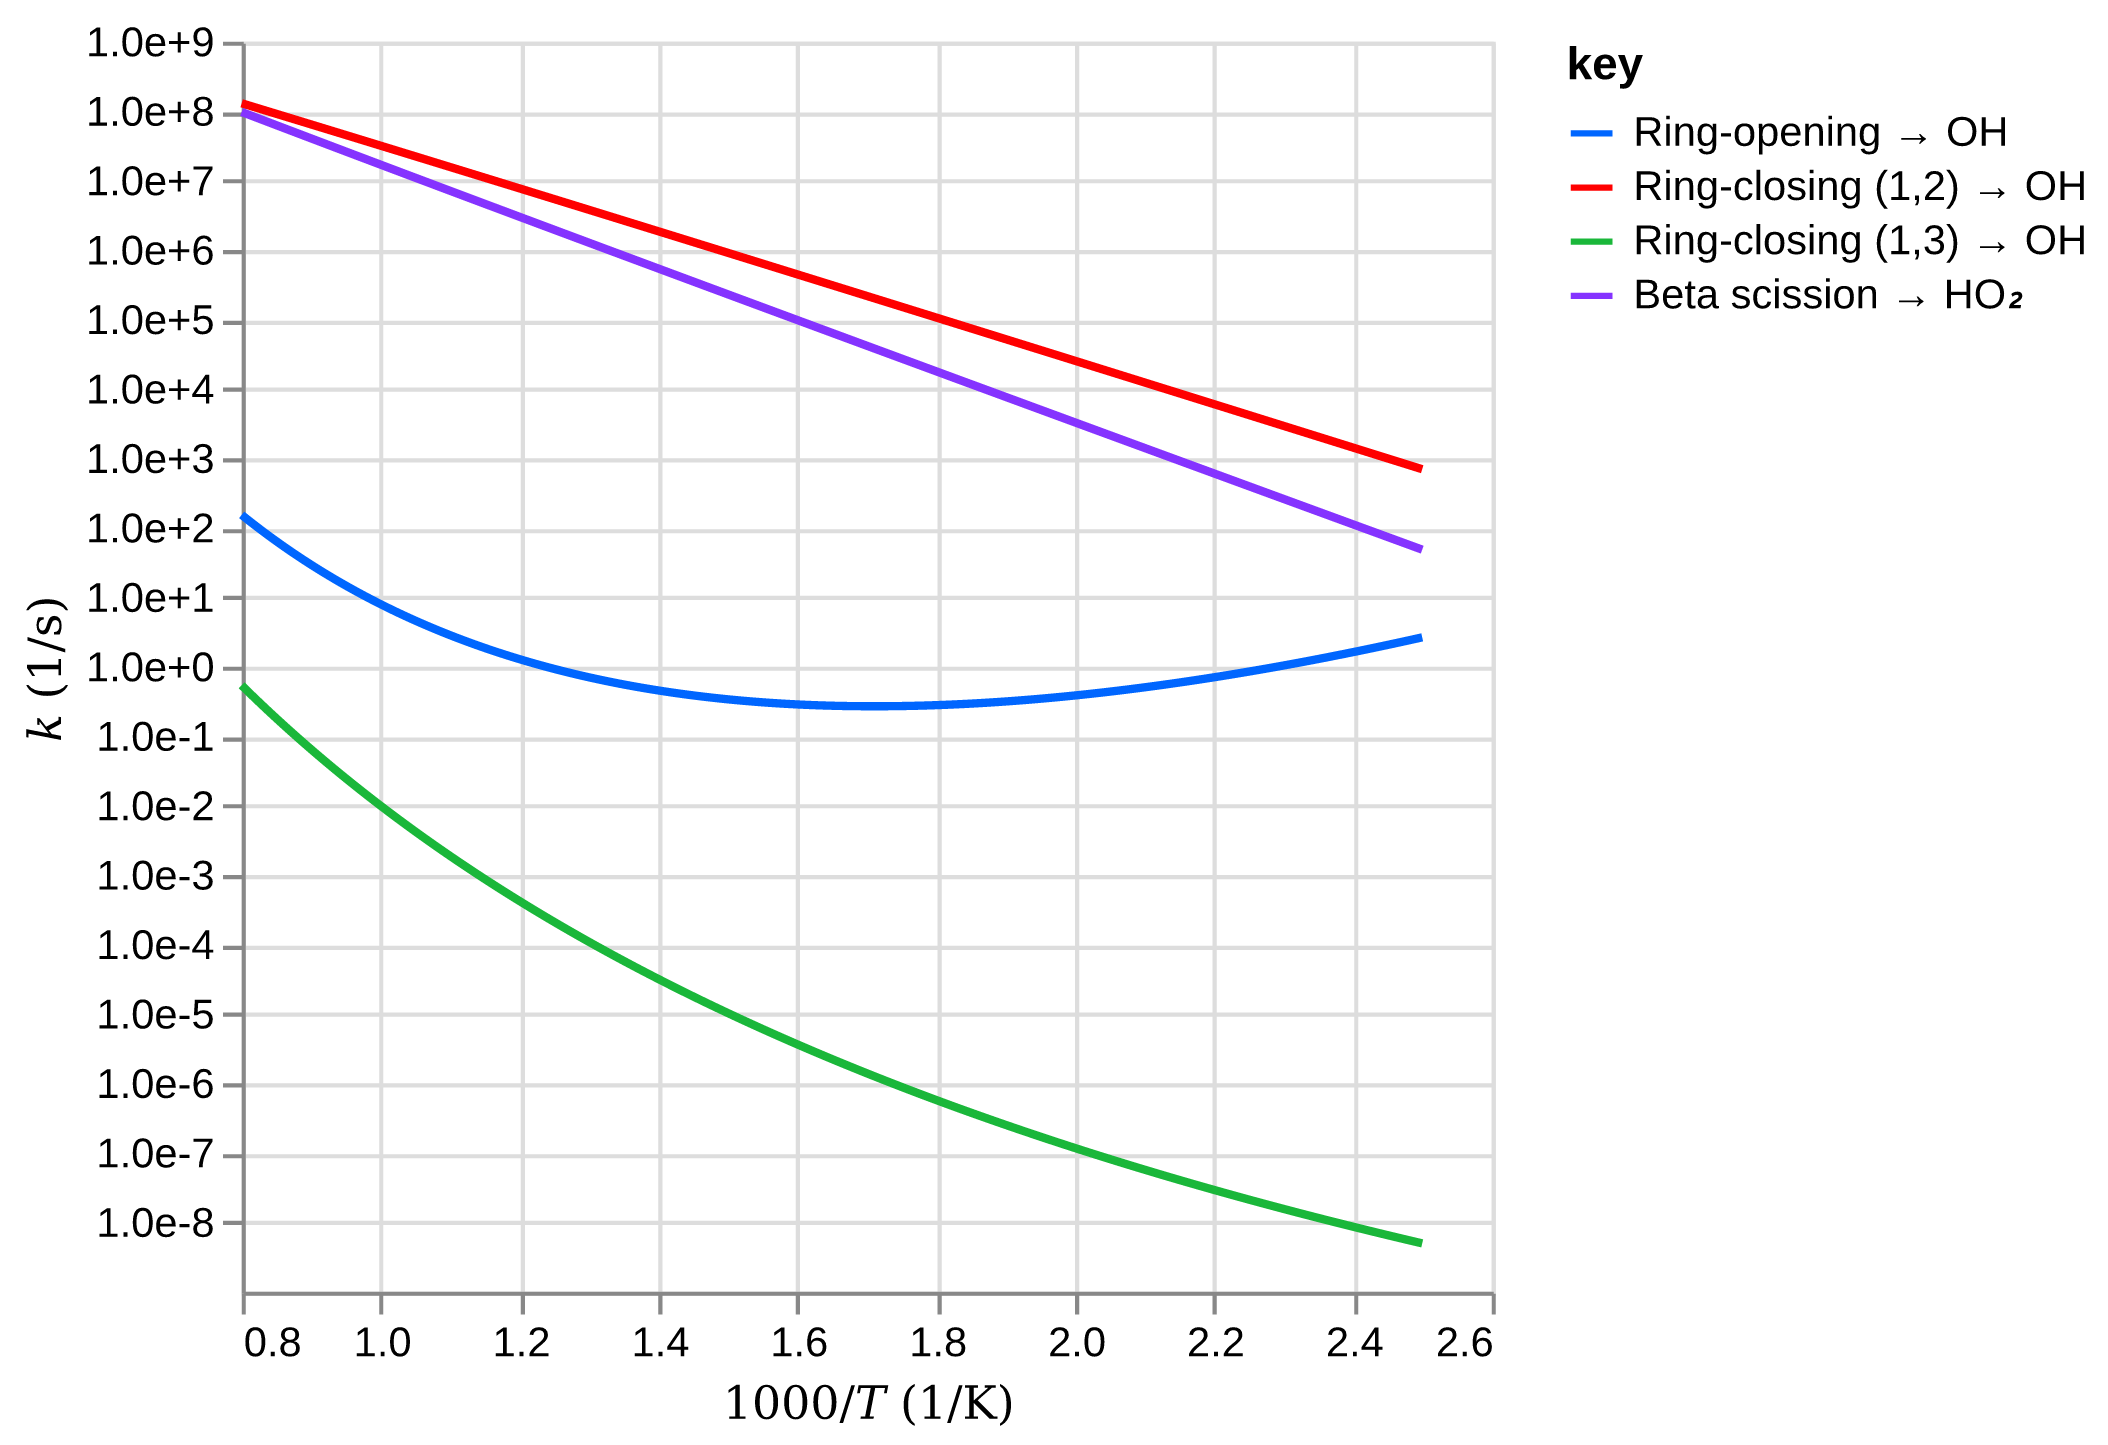 1.0e+9
1.0e+8
1.0e+7
1.0e+6
1.0e+5
1.0e+4
1.0e+3
1.0e+2
1.0e+1
1.0e+0
1.0e-1
1.0e-2
1.0e-3
1.0e-4
1.0e-5
1.0e-6
1.0e-7
1.0e-8
k (1/s)
0.8 1.0 1.2 1.4 1.6 1.8 2.0 2.2 2.4 2.6
1000/T (1/K)
key
Ring-opening → OH
Ring-closing (1,2) → OH
Ring-closing (1,3) → OH
Beta scission → HO₂